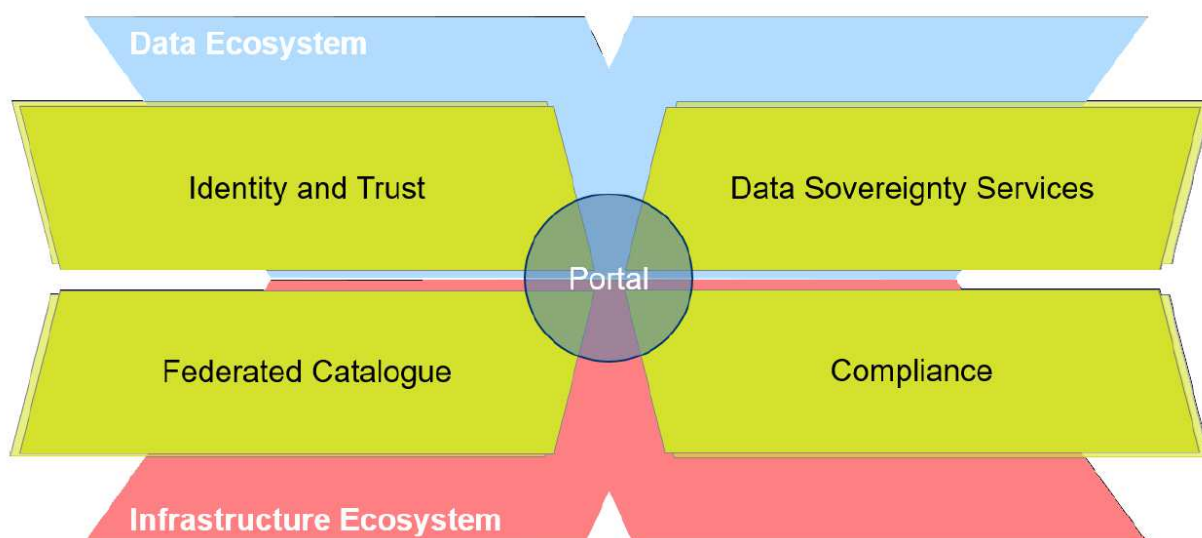 Data Ecosystem
Identity and Trust
Data Sovereignty Services
Portal
Federated Catalogue
Compliance
Infrastructure Ecosystem